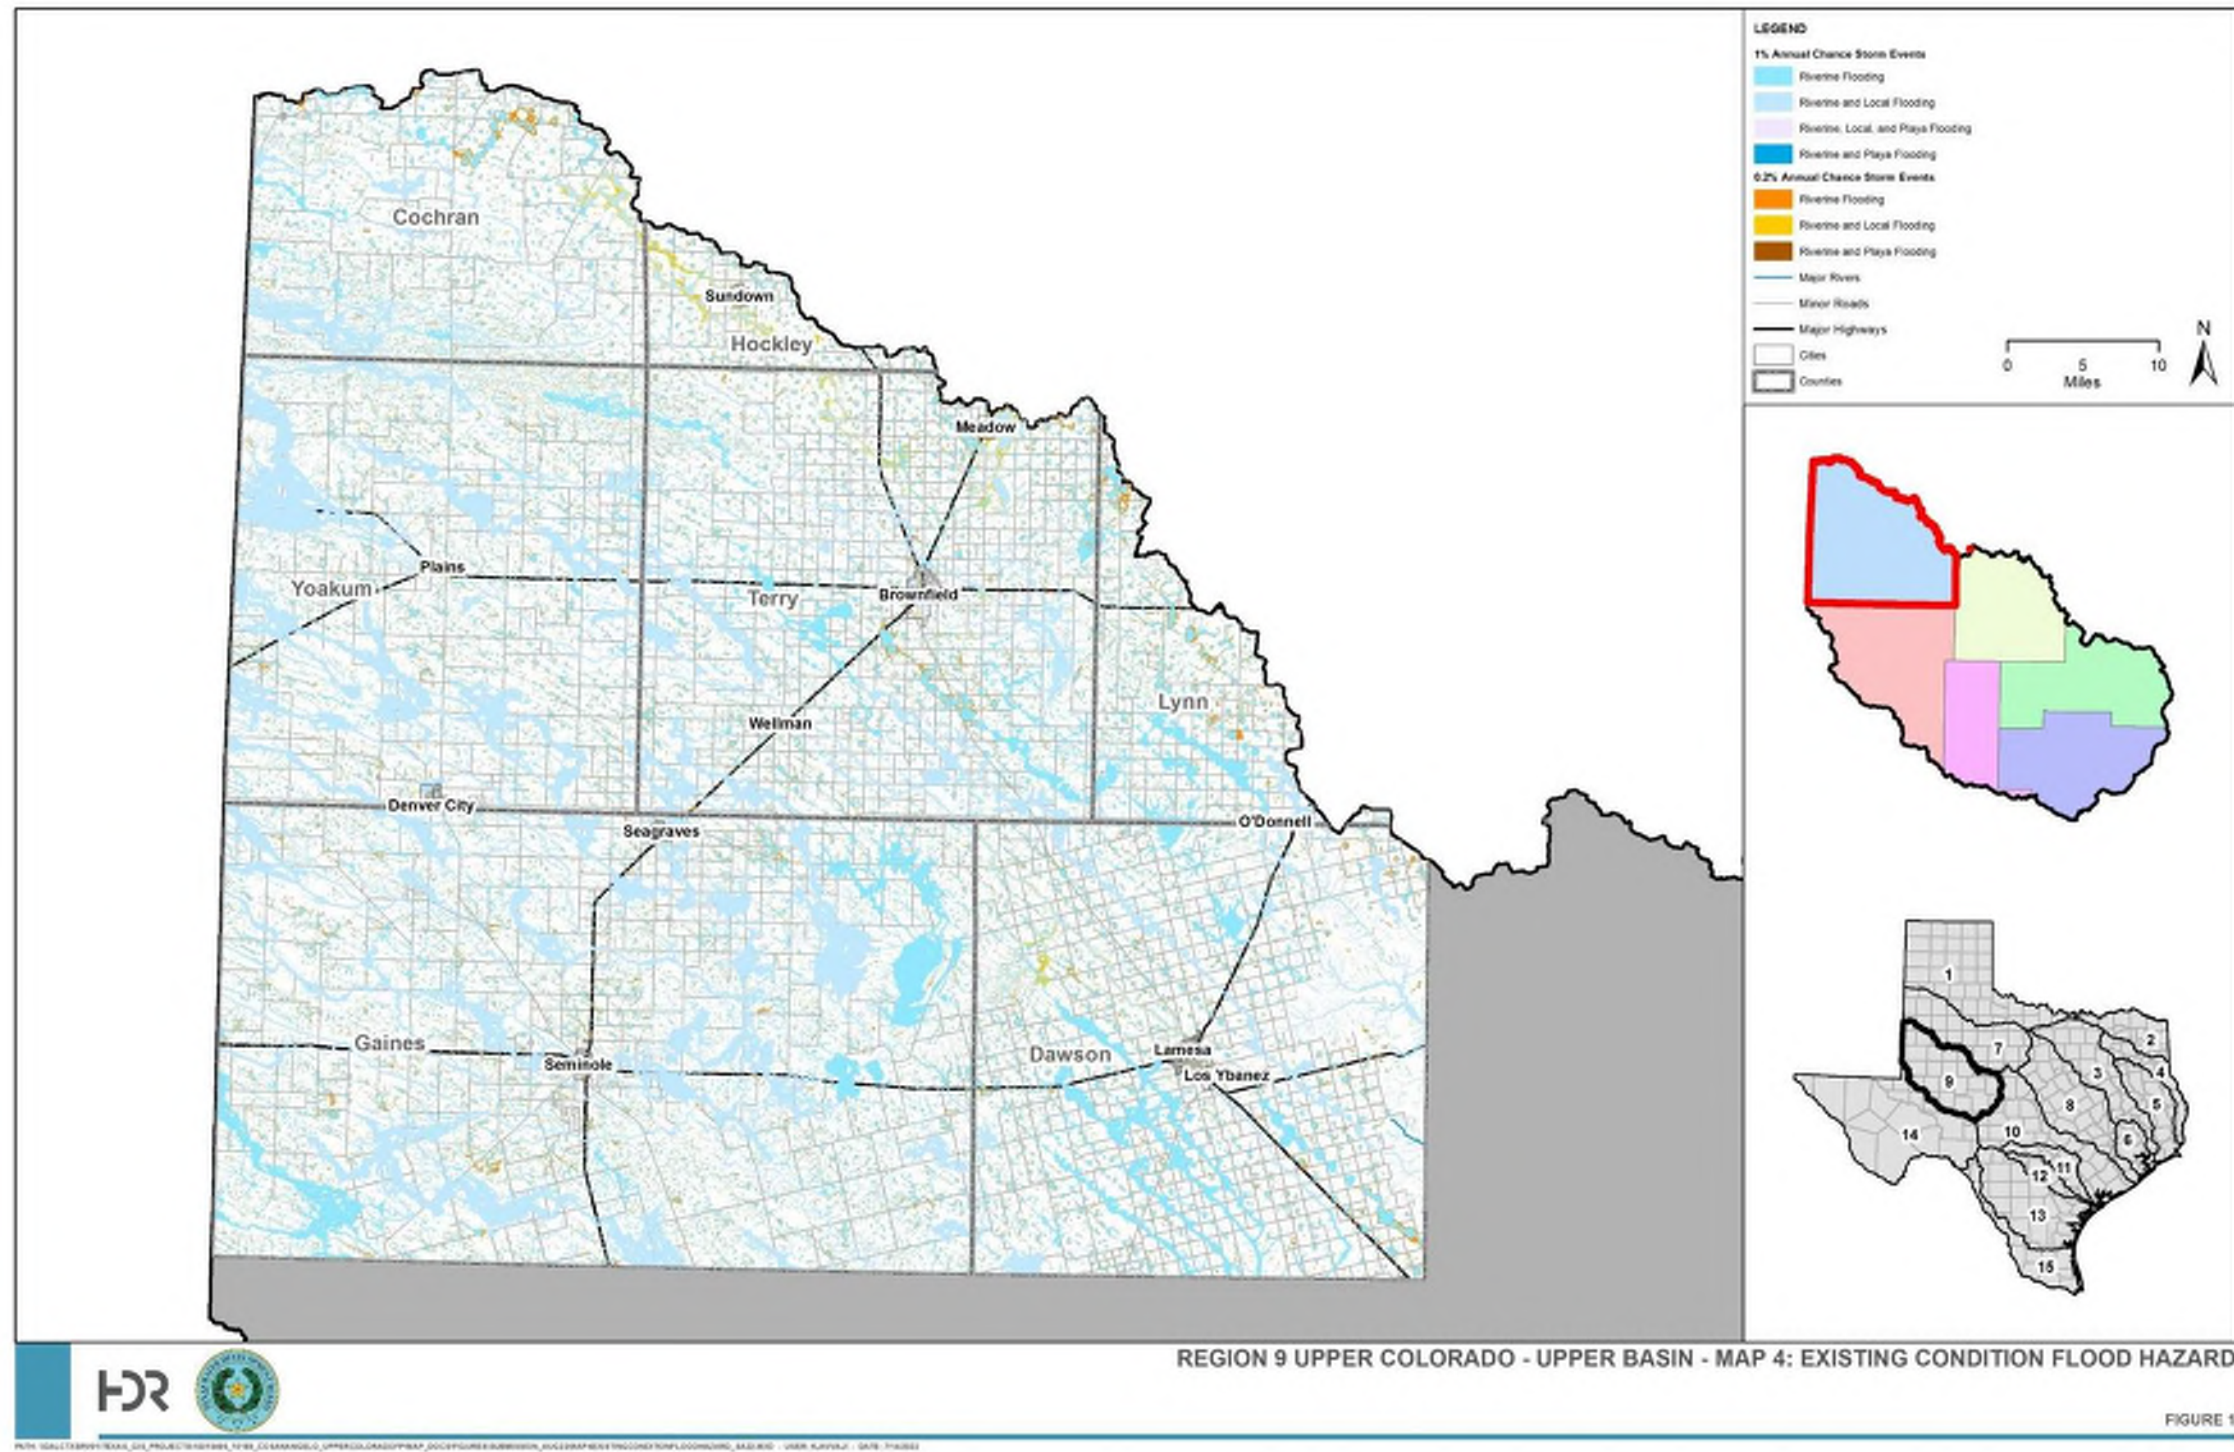 LEGEND
1% Annual Chance Storm Events
Riverine Flooding
Riverine and Local Flooding
Riverine, Local, and Playa Flooding
Riverine and Playa Flooding
0.2% Annual Chance Storm Events
Riverine Flooding
Riverine and Local Flooding
Riverine and Playa Flooding
Major Rivers
Minor Roads
Major Highways
Cities
Counties
N
0 5 10
Miles
Cochran
Sundown
Hockley
Meadow
Plains
Yoakum
Terry
Brownfield
Lynn
Wellman
Denver City
Seagraves
O'Donnell
Gaines
Seminole
Dawson
Lamesa
Los Ybanez
1
2
7
3
4
9
8
5
14
10
6
12
11
13
15
REGION 9 UPPER COLORADO - UPPER BASIN - MAP 4: EXISTING CONDITION FLOOD HAZARD
HDR
FIGURE 1